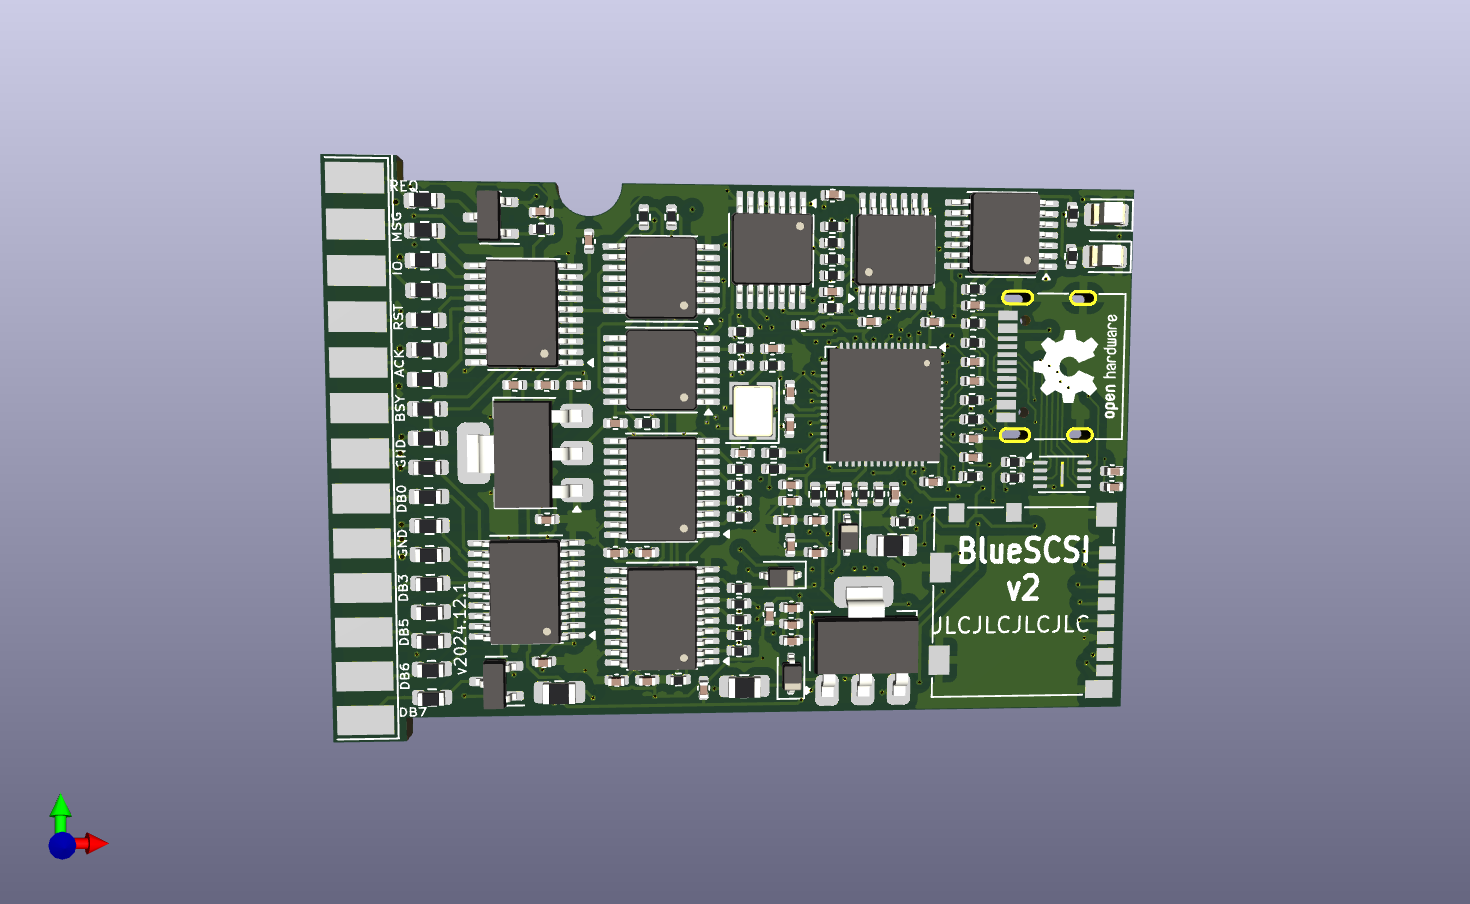 REQ
MSG
IO
RST
ACK
BSY
GND
DB0
GND
DB3
DB5
DB6
DB7
v2024.12.1
open hardware
BlueSCSI
v2
JLCJLCJLCJLC